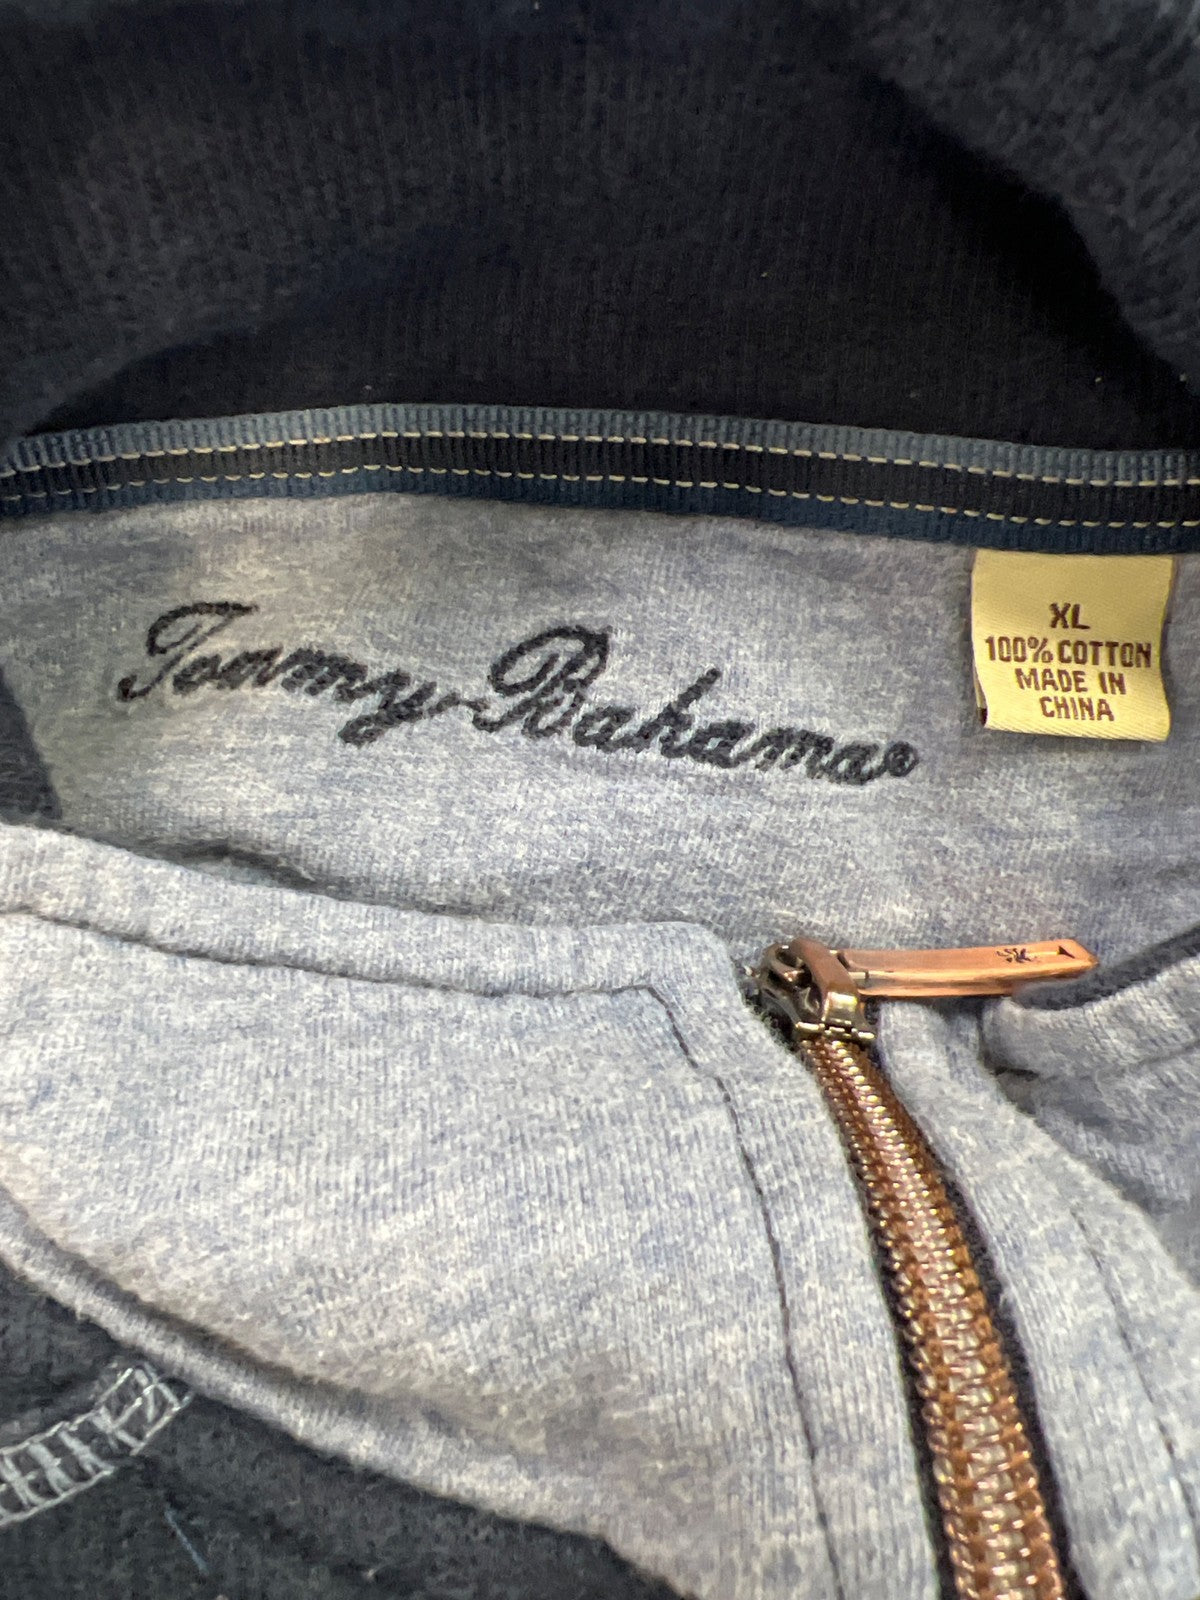 Tommy Bahama®
XL
100% COTTON
MADE IN
CHINA